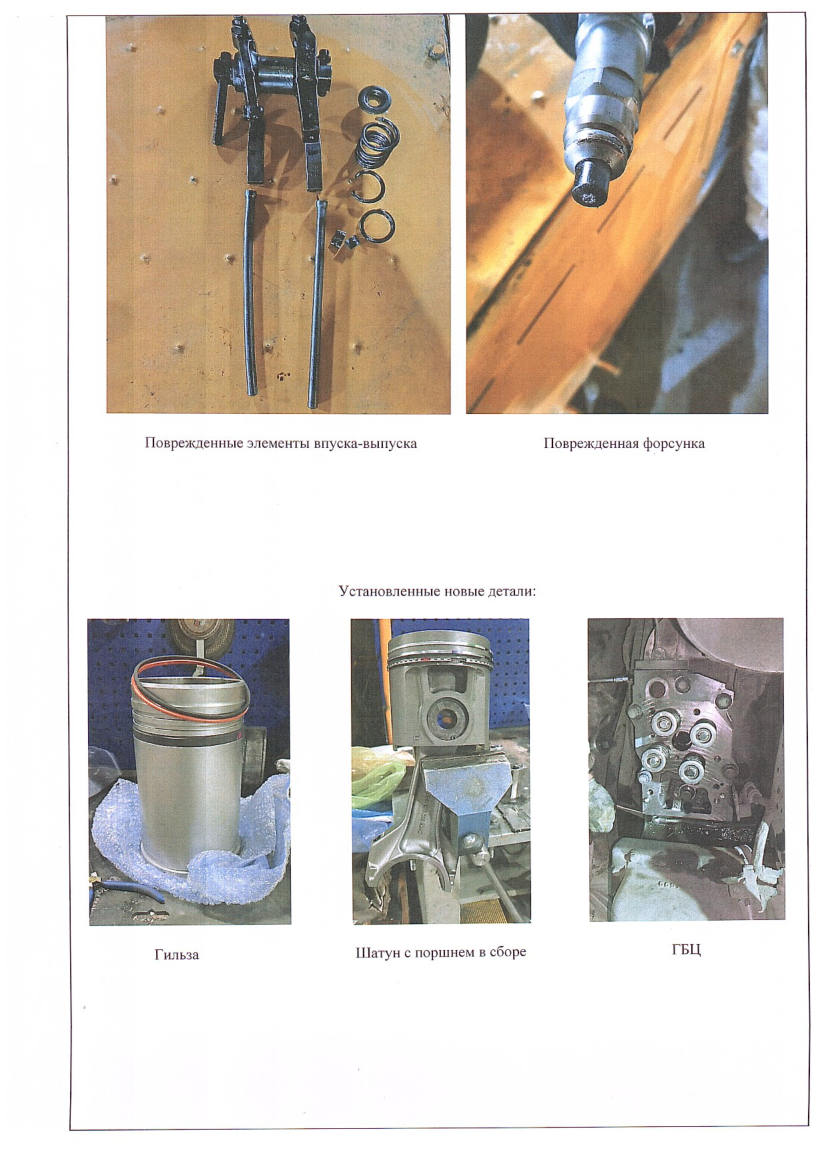 Поврежденные элементы впуска-выпуска
Поврежденная форсунка
Установленные новые детали:
Гильза
Шатун с поршнем в сборе
ГБЦ